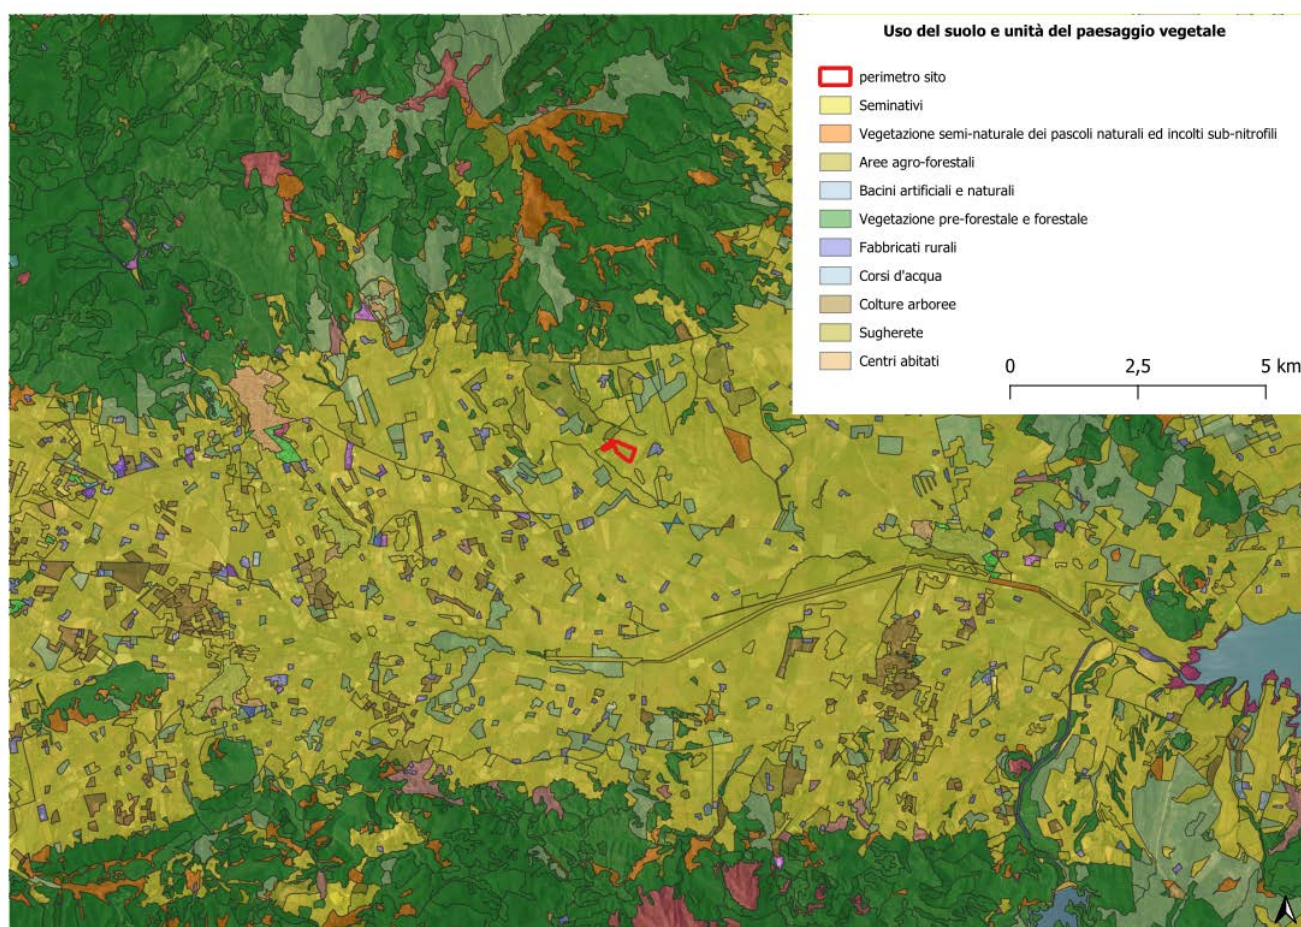 Uso del suolo e unità del paesaggio vegetale
perimetro sito
Seminativi
Vegetazione semi-naturale dei pascoli naturali ed incolti sub-nitrofili
Aree agro-forestali
Bacini artificiali e naturali
Vegetazione pre-forestale e forestale
Fabbricati rurali
Corsi d'acqua
Colture arboree
Sugherete
Centri abitati
0 2,5 5 km